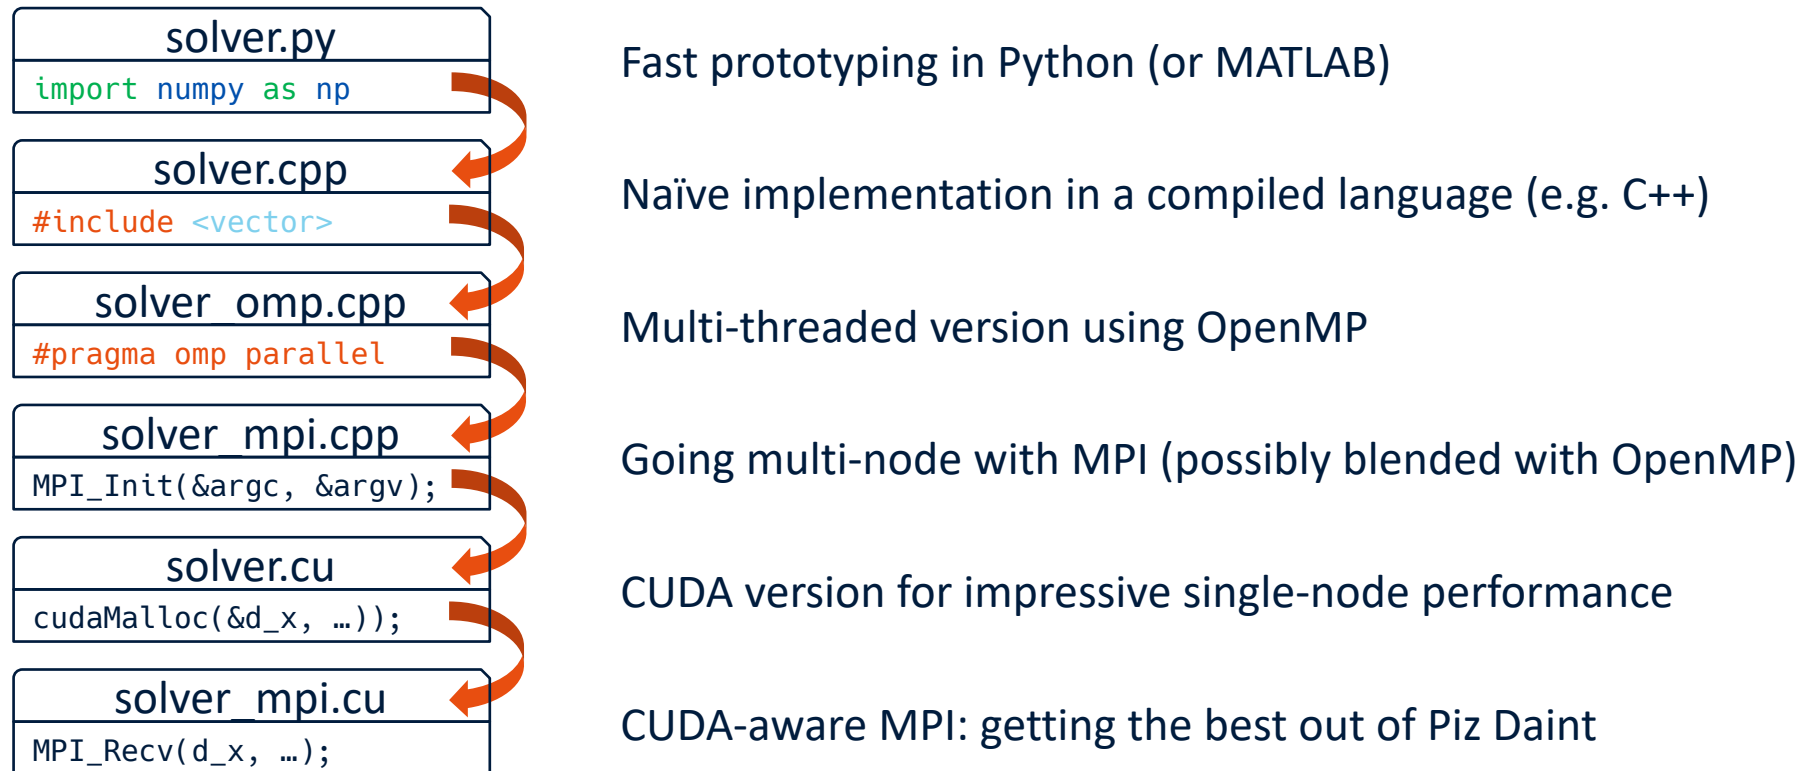 solver.py
import numpy as np
Fast prototyping in Python (or MATLAB)
solver.cpp
#include <vector>
Naïve implementation in a compiled language (e.g. C++)
solver_omp.cpp
#pragma omp parallel
Multi-threaded version using OpenMP
solver_mpi.cpp
MPI_Init(&argc, &argv);
Going multi-node with MPI (possibly blended with OpenMP)
solver.cu
cudaMalloc(&d_x, …));
CUDA version for impressive single-node performance
solver_mpi.cu
MPI_Recv(d_x, …);
CUDA-aware MPI: getting the best out of Piz Daint